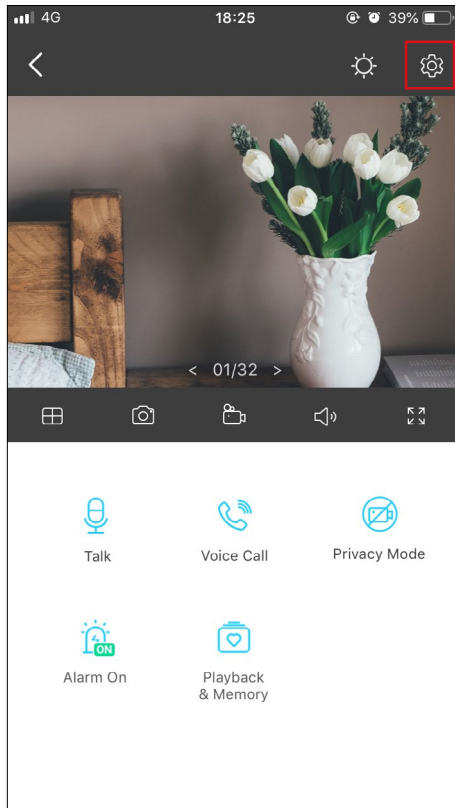 4G
18:25
39%
< 01/32 >
Talk
Voice Call
Privacy Mode
ON
Alarm On
Playback
& Memory